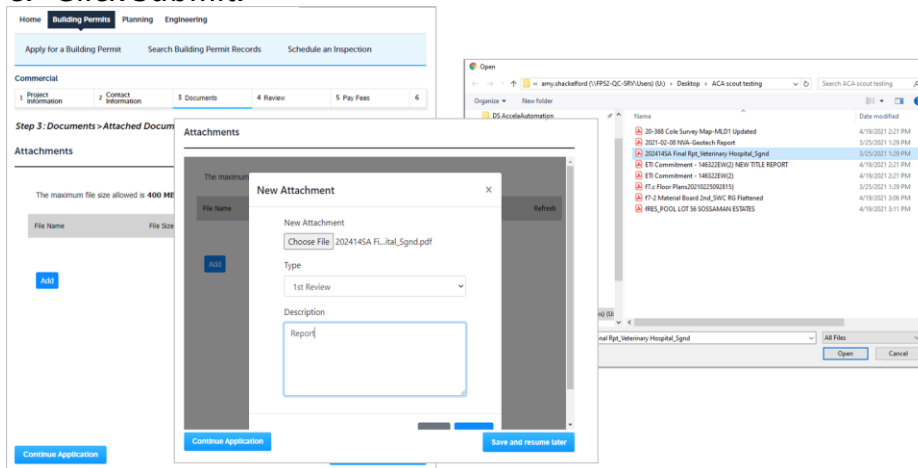 Home Building Permits Planning Engineering
Apply for a Building Permit Search Building Permit Records Schedule an Inspection
Commercial
1 Project Information 2 Contact Information 3 Documents 4 Review 5 Pay Fees 6
Step 3: Documents > Attached Docum
Attachments
The maximum file size allowed is 400 MB
File Name File Size
Add
Continue Application
Attachments
The maximum
File Name Refresh
Add
New Attachment ×
New Attachment
Choose File 202414SA Fi...ital_Sgnd.pdf
Type
1st Review
Description
Report
Continue Application Save and resume later
Open
amy.shackelford (\\FPS2-QC-SRV\Users) (U:) > Desktop > ACA scout testing Search ACA scout testing
Organize New folder
DS AccelaAutomation
Name Date modified
20-368 Cole Survey Map-MLD1 Updated 4/19/2021 2:21 PM
2021-02-08 NVA-Geotech Report 3/25/2021 1:29 PM
202414SA Final Rpt_Veterinary Hospital_Sgnd 3/25/2021 1:29 PM
ETI Commitment - 146322EW(2) NEW TITLE REPORT 4/19/2021 2:21 PM
ETI Commitment - 146322EW(2) 4/19/2021 2:21 PM
f7.c Floor Plans20210225092815] 3/25/2021 1:29 PM
f7-2 Material Board 2nd_SWC RG Flattened 4/19/2021 3:06 PM
fRES_POOL LOT 56 SOSSAMAN ESTATES 4/19/2021 3:11 PM
nal Rpt_Veterinary Hospital_Sgnd All Files
Open Cancel